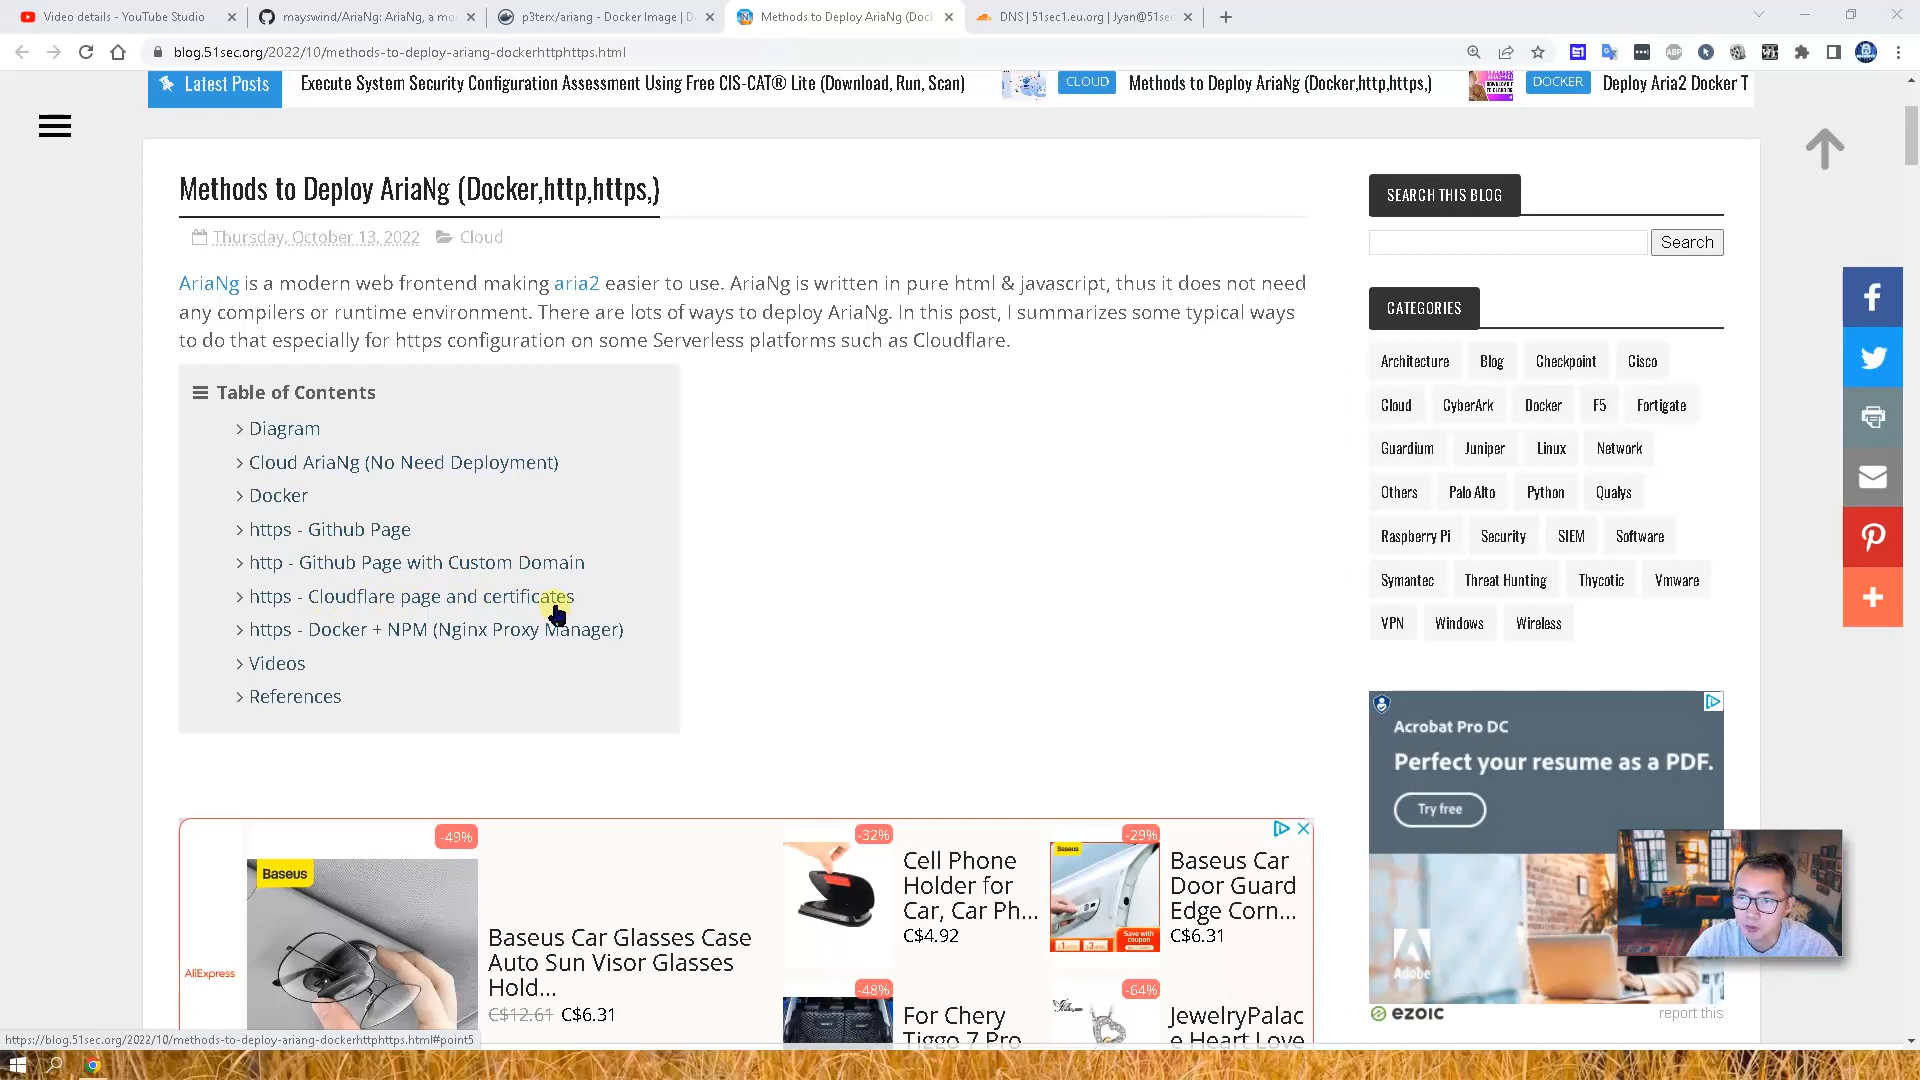 Video details - YouTube Studio
mayswind/AriaNg: AriaNg, a mo
p3terx/ariang - Docker Image | D
Methods to Deploy AriaNg (Dock
DNS | 51sec1.eu.org | Jyan@51sec
blog.51sec.org/2022/10/methods-to-deploy-ariang-dockerhttphttps.html
Latest Posts
Execute System Security Configuration Assessment Using Free CIS-CAT® Lite (Download, Run, Scan)
CLOUD
Methods to Deploy AriaNg (Docker,http,https,)
DOCKER
Deploy Aria2 Docker T
Methods to Deploy AriaNg (Docker,http,https,)
Thursday, October 13, 2022
Cloud
AriaNg is a modern web frontend making aria2 easier to use. AriaNg is written in pure html & javascript, thus it does not need
any compilers or runtime environment. There are lots of ways to deploy AriaNg. In this post, I summarizes some typical ways
to do that especially for https configuration on some Serverless platforms such as Cloudflare.
Table of Contents
Diagram
Cloud AriaNg (No Need Deployment)
Docker
https - Github Page
http - Github Page with Custom Domain
https - Cloudflare page and certificates
https - Docker + NPM (Nginx Proxy Manager)
Videos
References
SEARCH THIS BLOG
Search
CATEGORIES
Architecture
Blog
Checkpoint
Cisco
Cloud
CyberArk
Docker
F5
Fortigate
Guardium
Juniper
Linux
Network
Others
Palo Alto
Python
Qualys
Raspberry Pi
Security
SIEM
Software
Symantec
Threat Hunting
Thycotic
Vmware
VPN
Windows
Wireless
Acrobat Pro DC
Perfect your resume as a PDF.
Try free
Adobe
ezoic
report this
AliExpress
-49%
Baseus
Baseus Car Glasses Case
Auto Sun Visor Glasses
Hold...
C$12.61 C$6.31
-32%
Cell Phone
Holder for
Car, Car Ph...
C$4.92
-29%
Baseus
Save with
coupon
Baseus Car
Door Guard
Edge Corn...
C$6.31
-48%
For Chery
Tiggo 7 Pro
-64%
JewelryPalac
e Heart Love
https://blog.51sec.org/2022/10/methods-to-deploy-ariang-dockerhttphttps.html#point5